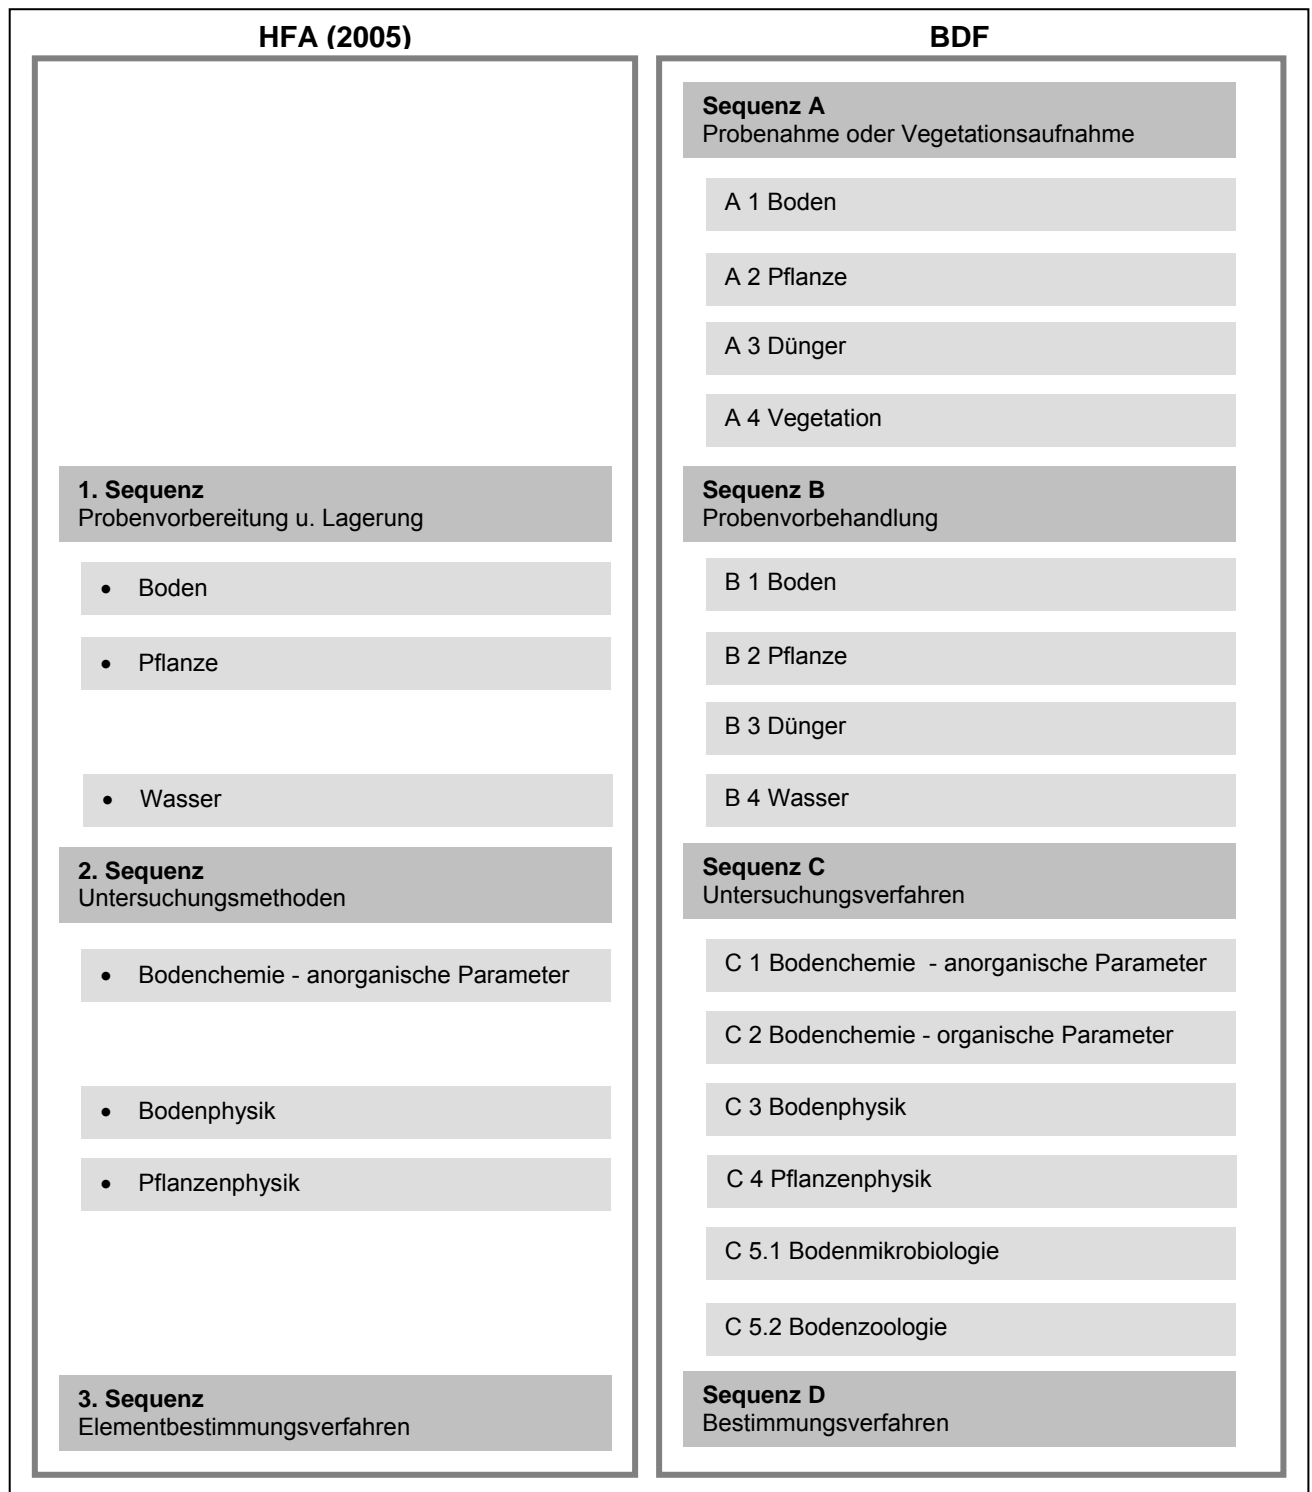 HFA (2005)
1. Sequenz
Probenvorbereitung u. Lagerung
• Boden
• Pflanze
• Wasser
2. Sequenz
Untersuchungsmethoden
• Bodenchemie - anorganische Parameter
• Bodenphysik
• Pflanzenphysik
3. Sequenz
Elementbestimmungsverfahren
BDF
Sequenz A
Probenahme oder Vegetationsaufnahme
A 1 Boden
A 2 Pflanze
A 3 Dünger
A 4 Vegetation
Sequenz B
Probenvorbehandlung
B 1 Boden
B 2 Pflanze
B 3 Dünger
B 4 Wasser
Sequenz C
Untersuchungsverfahren
C 1 Bodenchemie - anorganische Parameter
C 2 Bodenchemie - organische Parameter
C 3 Bodenphysik
C 4 Pflanzenphysik
C 5.1 Bodenmikrobiologie
C 5.2 Bodenzoologie
Sequenz D
Bestimmungsverfahren